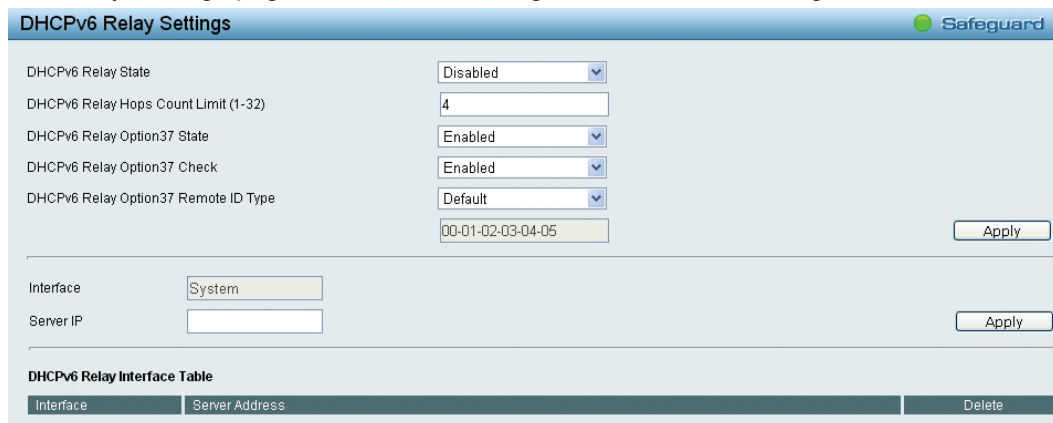 DHCPv6 Relay Settings
Safeguard
DHCPv6 Relay State
Disabled
DHCPv6 Relay Hops Count Limit (1-32)
4
DHCPv6 Relay Option37 State
Enabled
DHCPv6 Relay Option37 Check
Enabled
DHCPv6 Relay Option37 Remote ID Type
Default
00-01-02-03-04-05
Apply
Interface
System
Server IP
Apply
DHCPv6 Relay Interface Table
Interface Server Address Delete